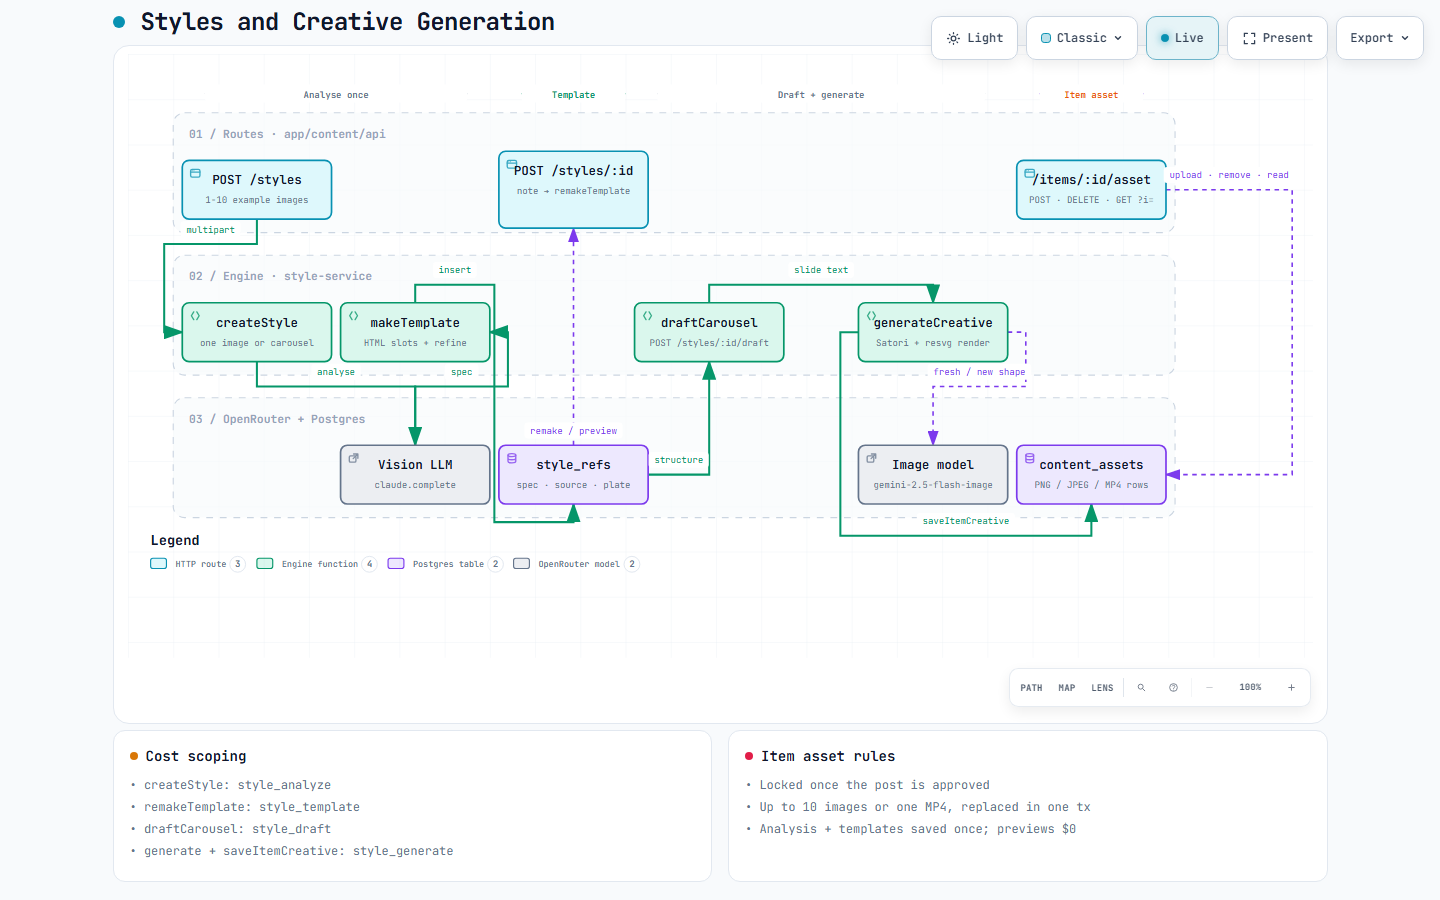 Styles and Creative Generation
Light
Classic
Live
Present
Export
Analyse once
Template
Draft + generate
Item asset
01 / Routes · app/content/api
POST /styles
1-10 example images
POST /styles/:id
note → remakeTemplate
/items/:id/asset
POST · DELETE · GET ?i=
upload · remove · read
multipart
02 / Engine · style-service
insert
slide text
createStyle
one image or carousel
makeTemplate
HTML slots + refine
draftCarousel
POST /styles/:id/draft
generateCreative
Satori + resvg render
analyse
spec
fresh / new shape
03 / OpenRouter + Postgres
remake / preview
Vision LLM
claude.complete
style_refs
spec · source · plate
structure
Image model
gemini-2.5-flash-image
content_assets
PNG / JPEG / MP4 rows
saveItemCreative
Legend
HTTP route 3
Engine function 4
Postgres table 2
OpenRouter model 2
PATH
MAP
LENS
−
100%
+
Cost scoping
• createStyle: style_analyze
• remakeTemplate: style_template
• draftCarousel: style_draft
• generate + saveItemCreative: style_generate
Item asset rules
• Locked once the post is approved
• Up to 10 images or one MP4, replaced in one tx
• Analysis + templates saved once; previews $0